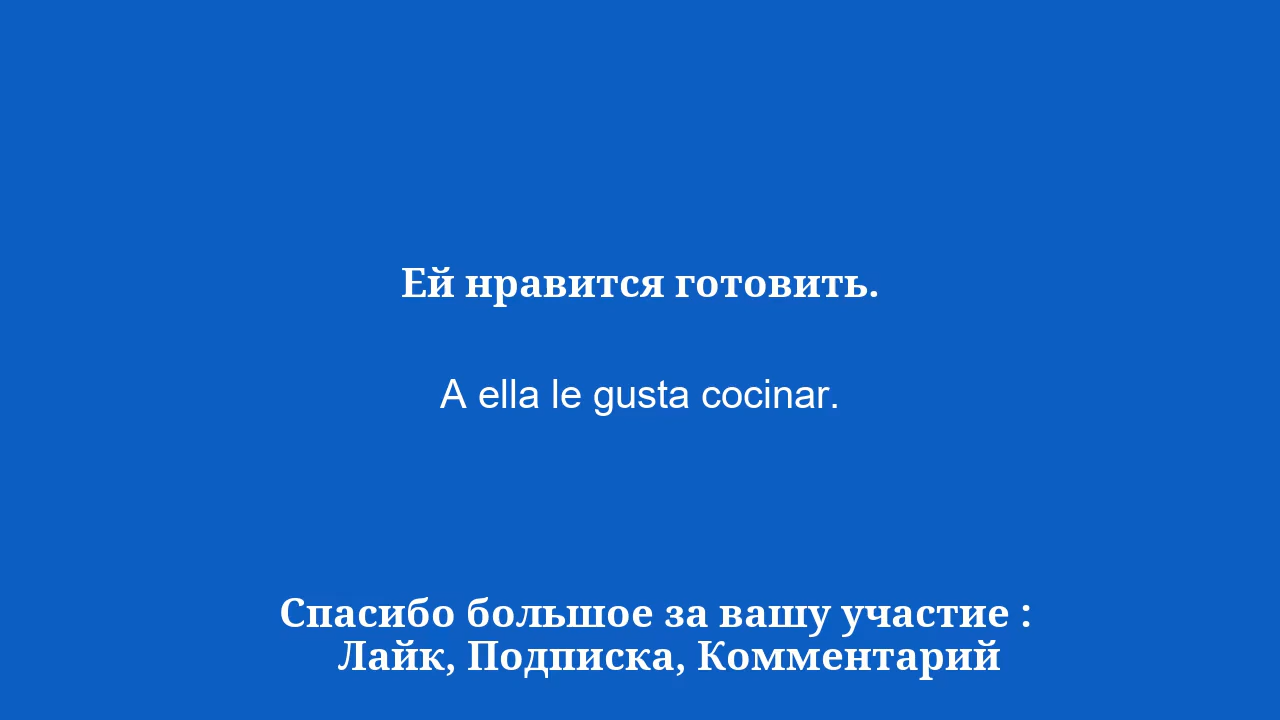 Ей нравится готовить.
A ella le gusta cocinar.
Спасибо большое за вашу участие :
Лайк, Подписка, Комментарий